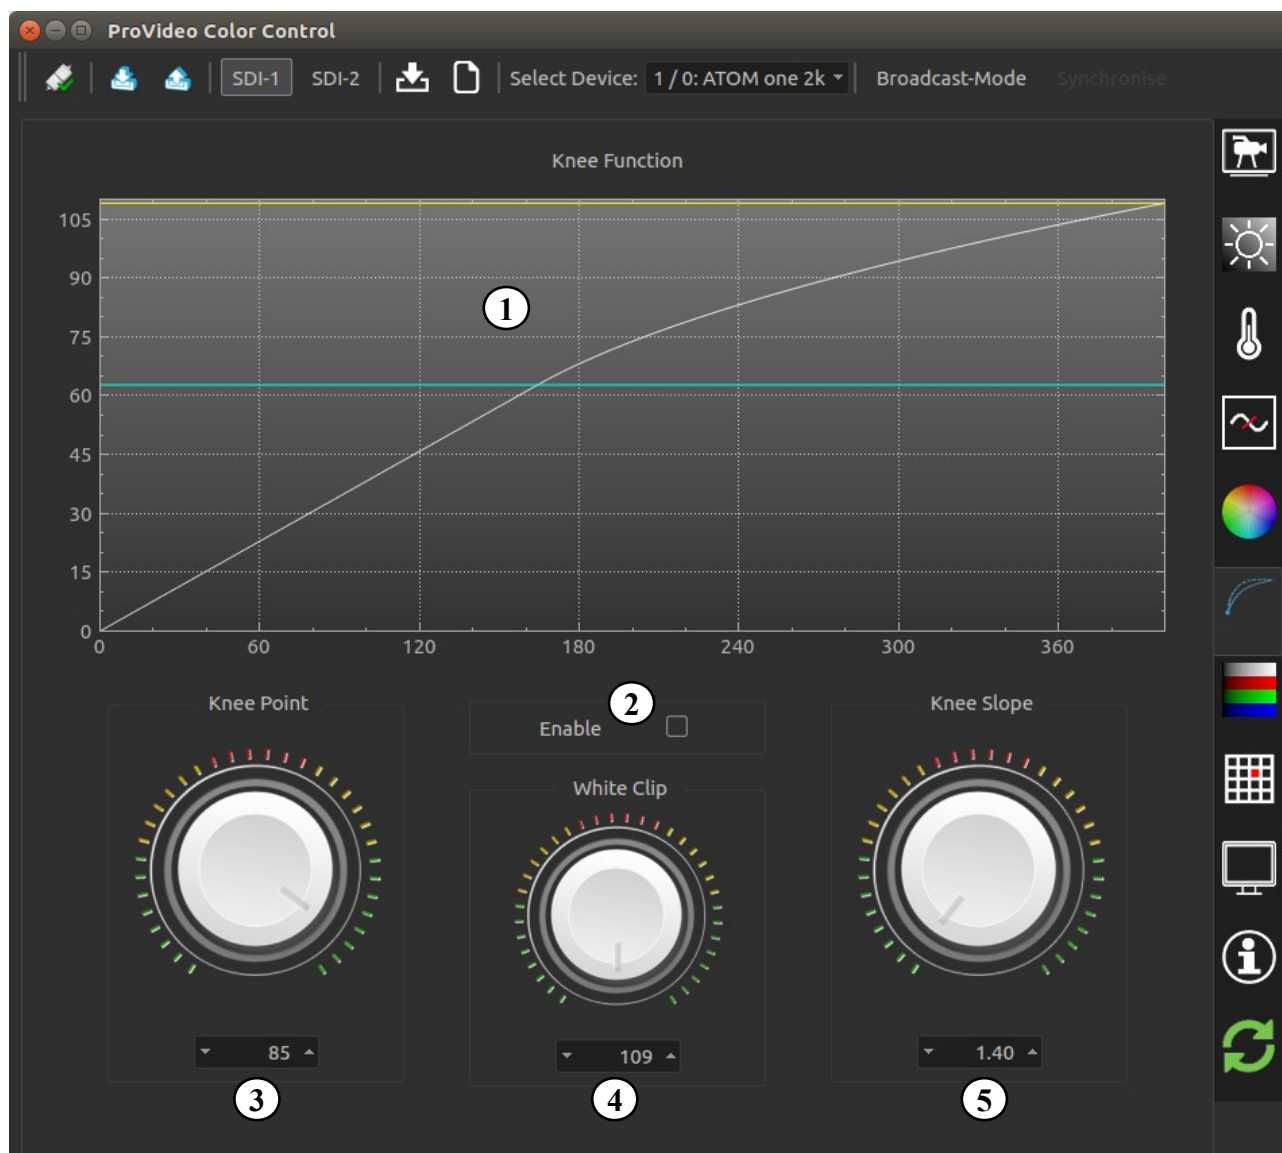 ProVideo Color Control
SDI-1 SDI-2 Select Device: 1 / 0: ATOM one 2k Broadcast-Mode Synchronise
Knee Function
105
90
75
60
45
30
15
0
0 60 120 180 240 300 360
1
Knee Point
2
Enable
Knee Slope
White Clip
85
109
1.40
3
4
5